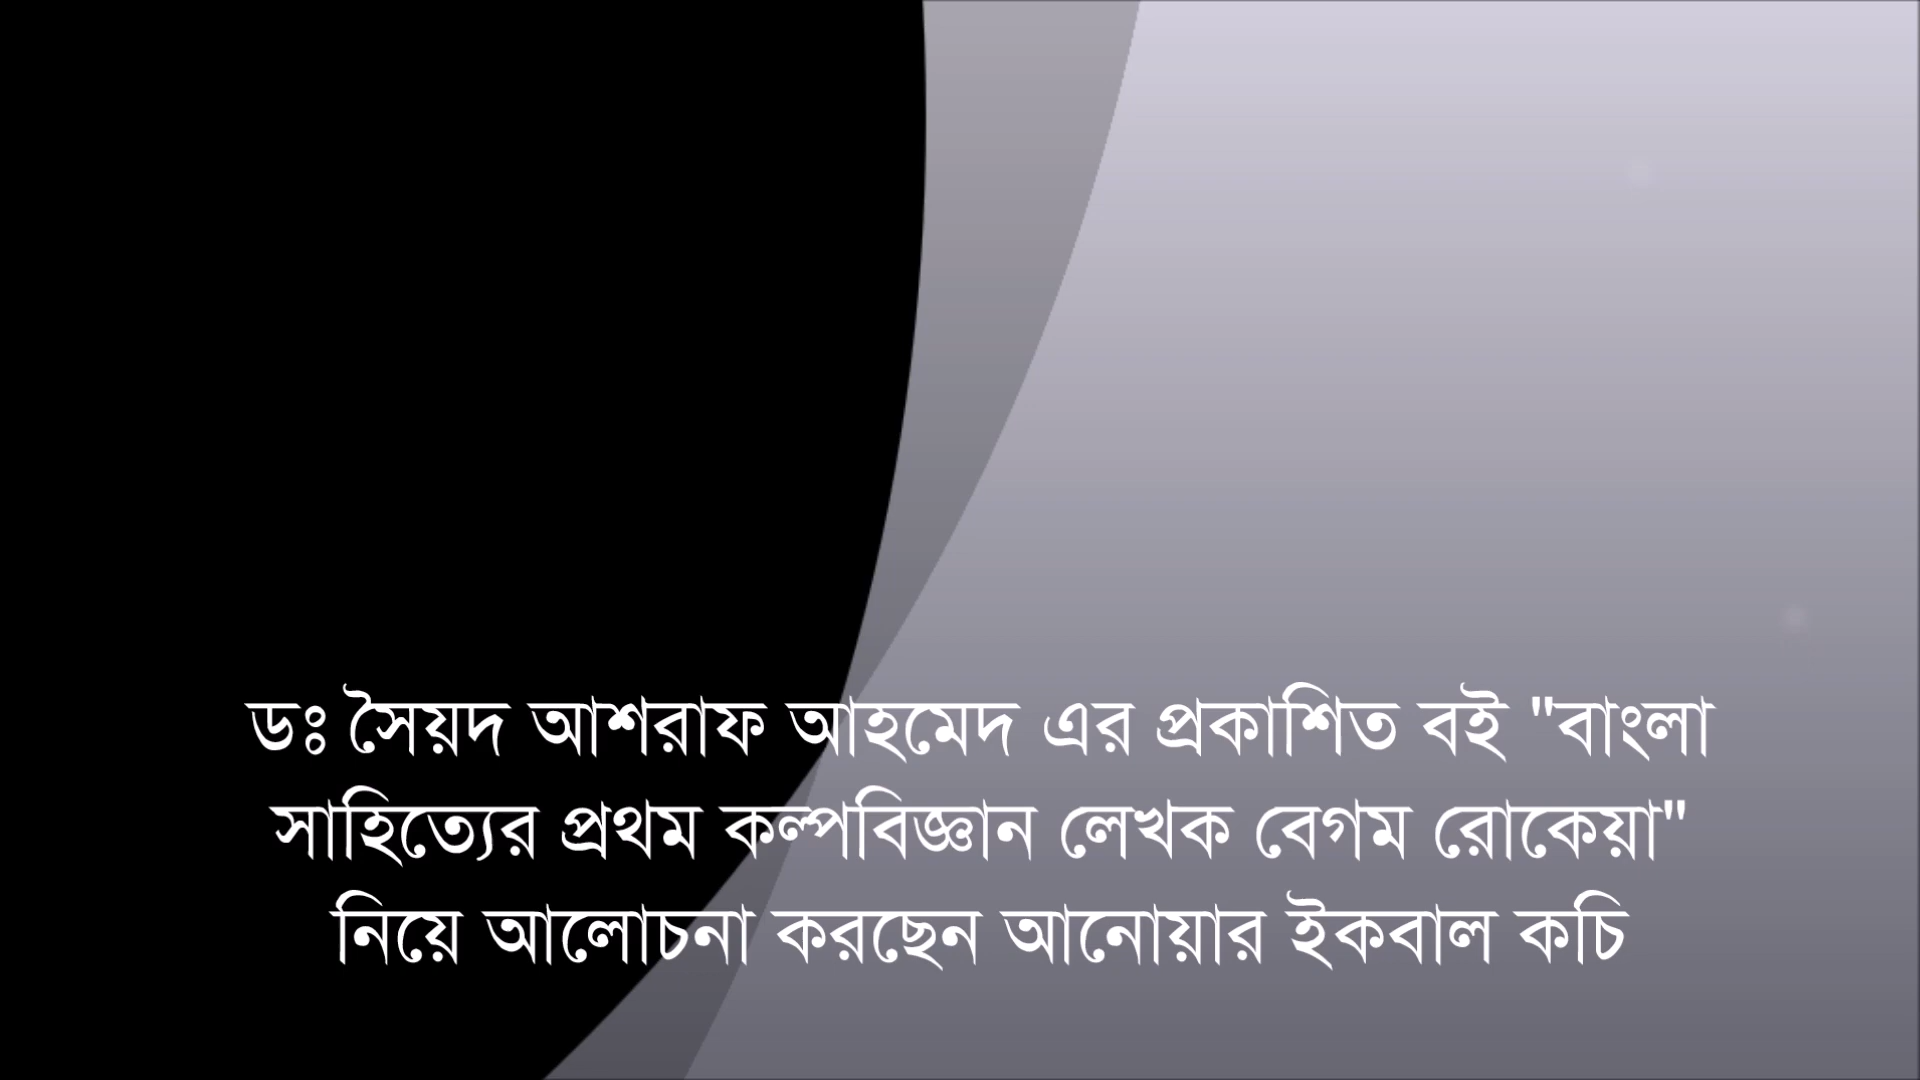 ডঃ সৈয়দ আশরাফ আহমেদ এর প্রকাশিত বই "বাংলা
সাহিত্যের প্রথম কল্পবিজ্ঞান লেখক বেগম রোকেয়া"
নিয়ে আলোচনা করছেন আনোয়ার ইকবাল কচি